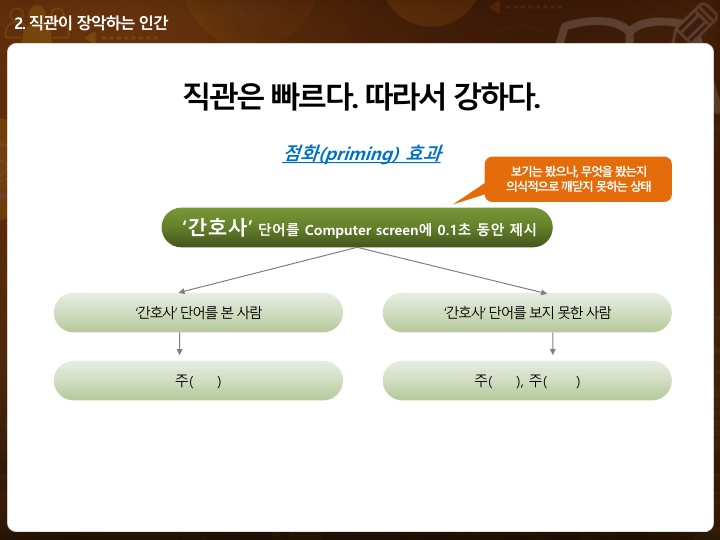 2. 직관이 장악하는 인간
직관은 빠르다. 따라서 강하다.
점화(priming) 효과
보기는 봤으나, 무엇을 봤는지
의식적으로 깨닫지 못하는 상태
‘간호사’ 단어를 Computer screen에 0.1초 동안 제시
‘간호사’ 단어를 본 사람
‘간호사’ 단어를 보지 못한 사람
주( )
주( ), 주( )